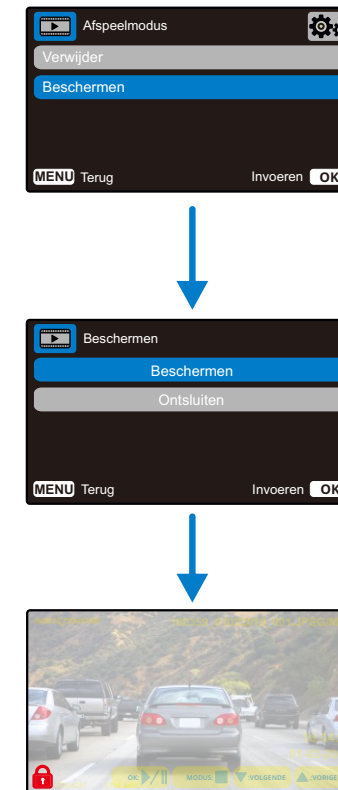 Afspeelmodus
Verwijder
Beschermen
MENU Terug Invoeren OK
Beschermen
Beschermen
Ontsluiten
MENU Terug Invoeren OK
OK: MODUS: :VOLGENDE :VORIGE